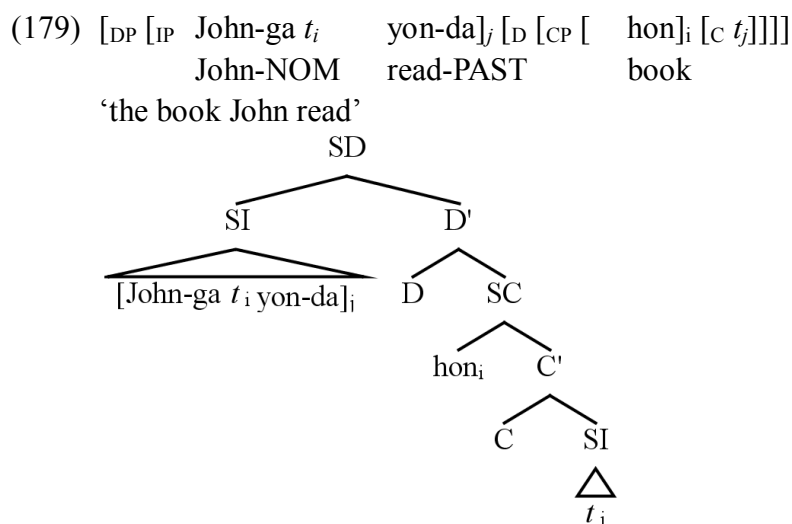 (179) [DP [IP John-ga ti yon-da]j [D [CP [ hon]i [C tj]]]]
John-NOM read-PAST book
‘the book John read’
SD
SI D'
[John-ga ti yon-da]j D SC
honi C'
C SI
tj